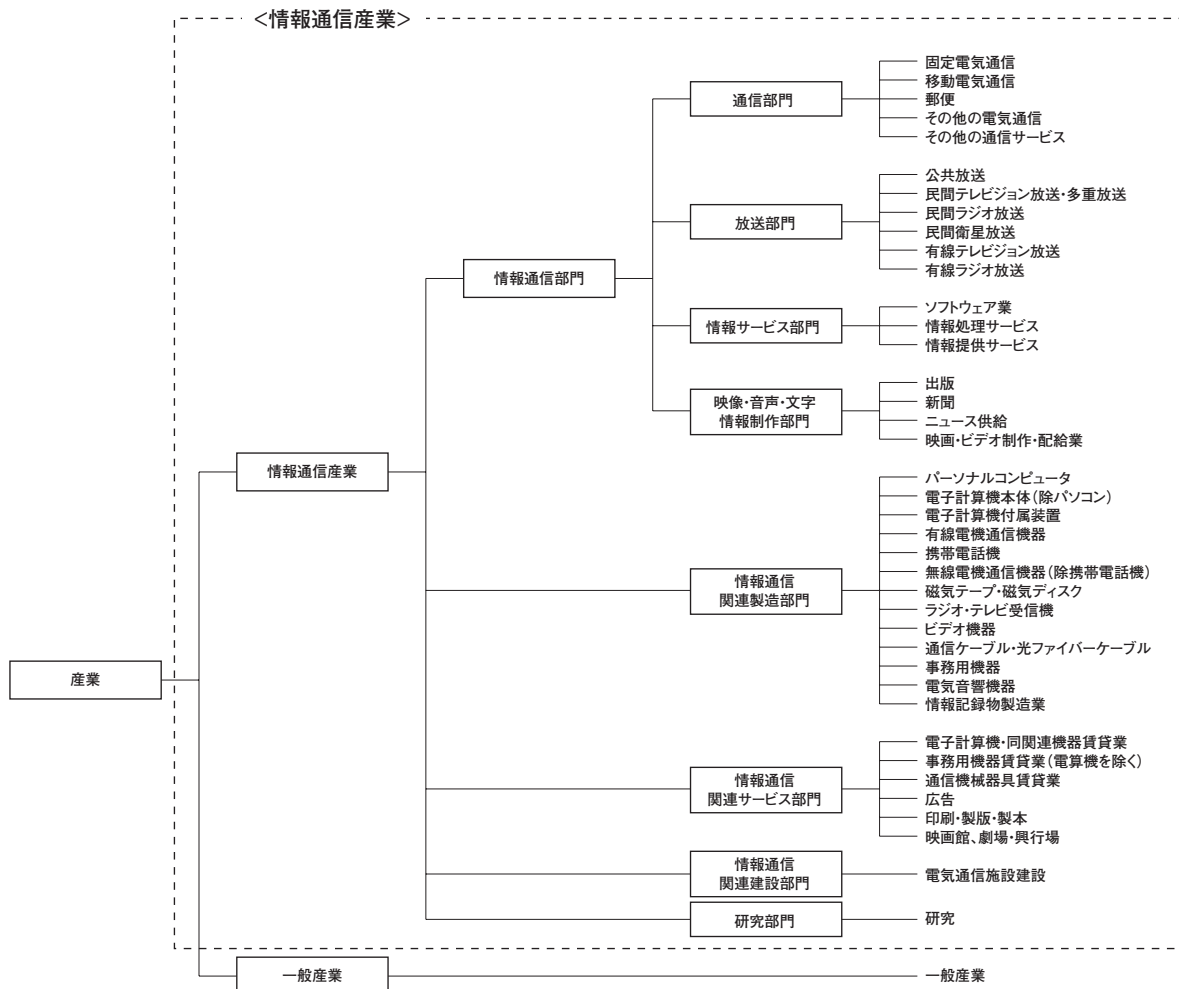 <情報通信産業>
産業
情報通信産業
情報通信部門
通信部門
固定電気通信
移動電気通信
郵便
その他の電気通信
その他の通信サービス
放送部門
公共放送
民間テレビジョン放送・多重放送
民間ラジオ放送
民間衛星放送
有線テレビジョン放送
有線ラジオ放送
情報サービス部門
ソフトウェア業
情報処理サービス
情報提供サービス
映像・音声・文字
情報制作部門
出版
新聞
ニュース供給
映画・ビデオ制作・配給業
情報通信
関連製造部門
パーソナルコンピュータ
電子計算機本体(除パソコン)
電子計算機付属装置
有線電機通信機器
携帯電話機
無線電機通信機器(除携帯電話機)
磁気テープ・磁気ディスク
ラジオ・テレビ受信機
ビデオ機器
通信ケーブル・光ファイバーケーブル
事務用機器
電気音響機器
情報記録物製造業
情報通信
関連サービス部門
電子計算機・同関連機器賃貸業
事務用機器賃貸業(電算機を除く)
通信機械器具賃貸業
広告
印刷・製版・製本
映画館、劇場・興行場
情報通信
関連建設部門
電気通信施設建設
研究部門
研究
一般産業
一般産業